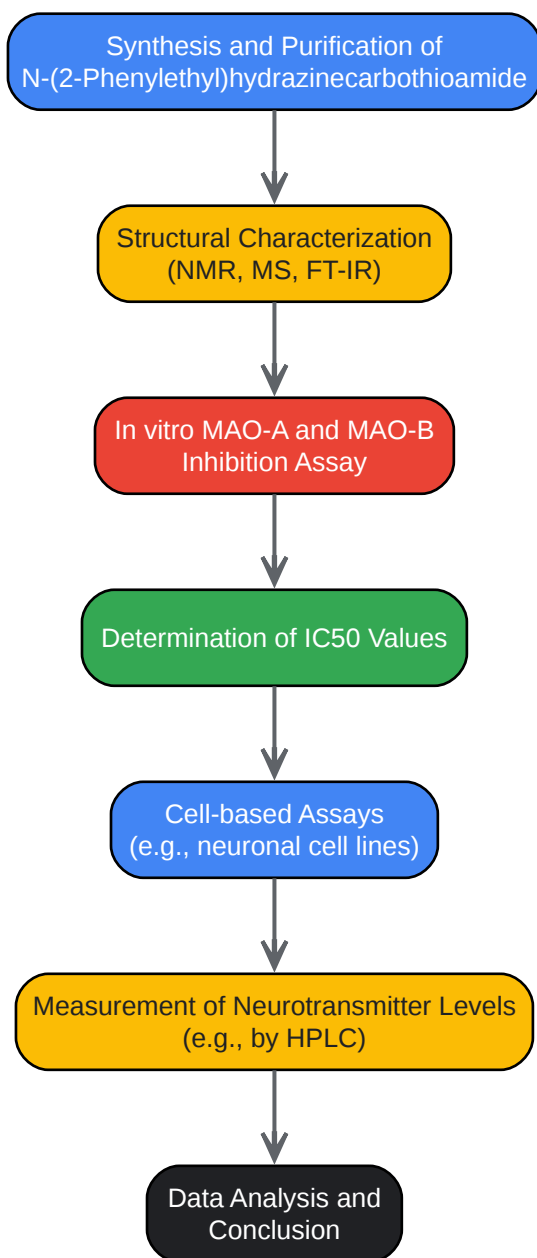 Synthesis and Purification of
N-(2-Phenylethyl)hydrazinecarbothioamide
Structural Characterization
(NMR, MS, FT-IR)
In vitro MAO-A and MAO-B
Inhibition Assay
Determination of IC50 Values
Cell-based Assays
(e.g., neuronal cell lines)
Measurement of Neurotransmitter Levels
(e.g., by HPLC)
Data Analysis and
Conclusion